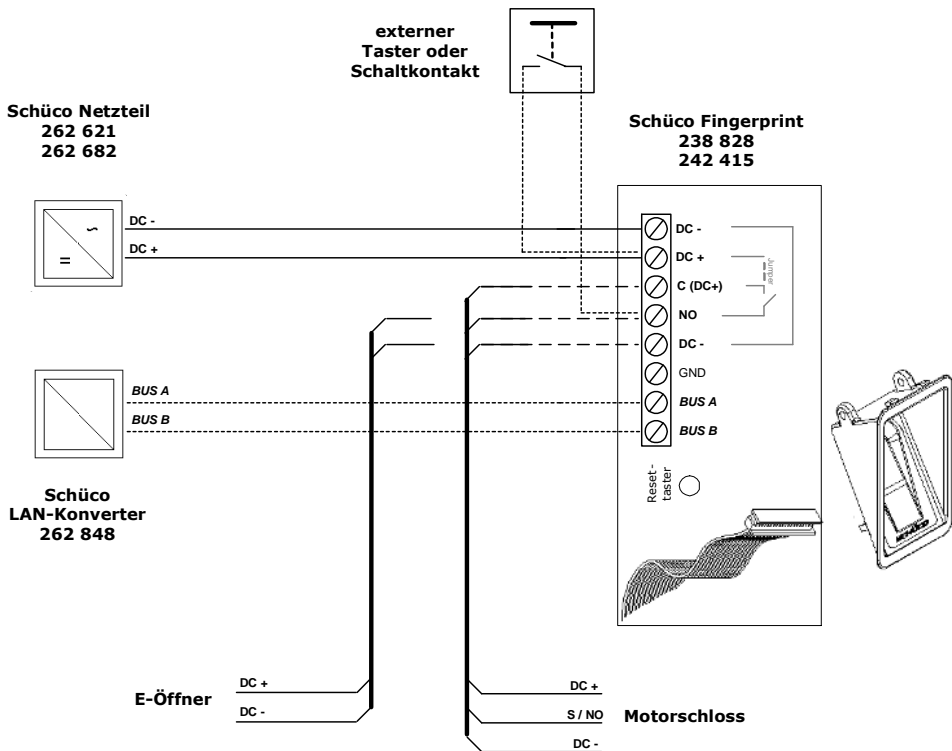 externer
Taster oder
Schaltkontakt
Schüco Netzteil
262 621
262 682
DC -
DC +
Schüco Fingerprint
238 828
242 415
DC -
DC +
C (DC+)
NO
DC -
GND
BUS A
BUS B
Jumper
Reset-
taster
BUS A
BUS B
Schüco
LAN-Konverter
262 848
SCHÜCO
E-Öffner
DC +
DC -
DC +
S / NO
DC -
Motorschloss